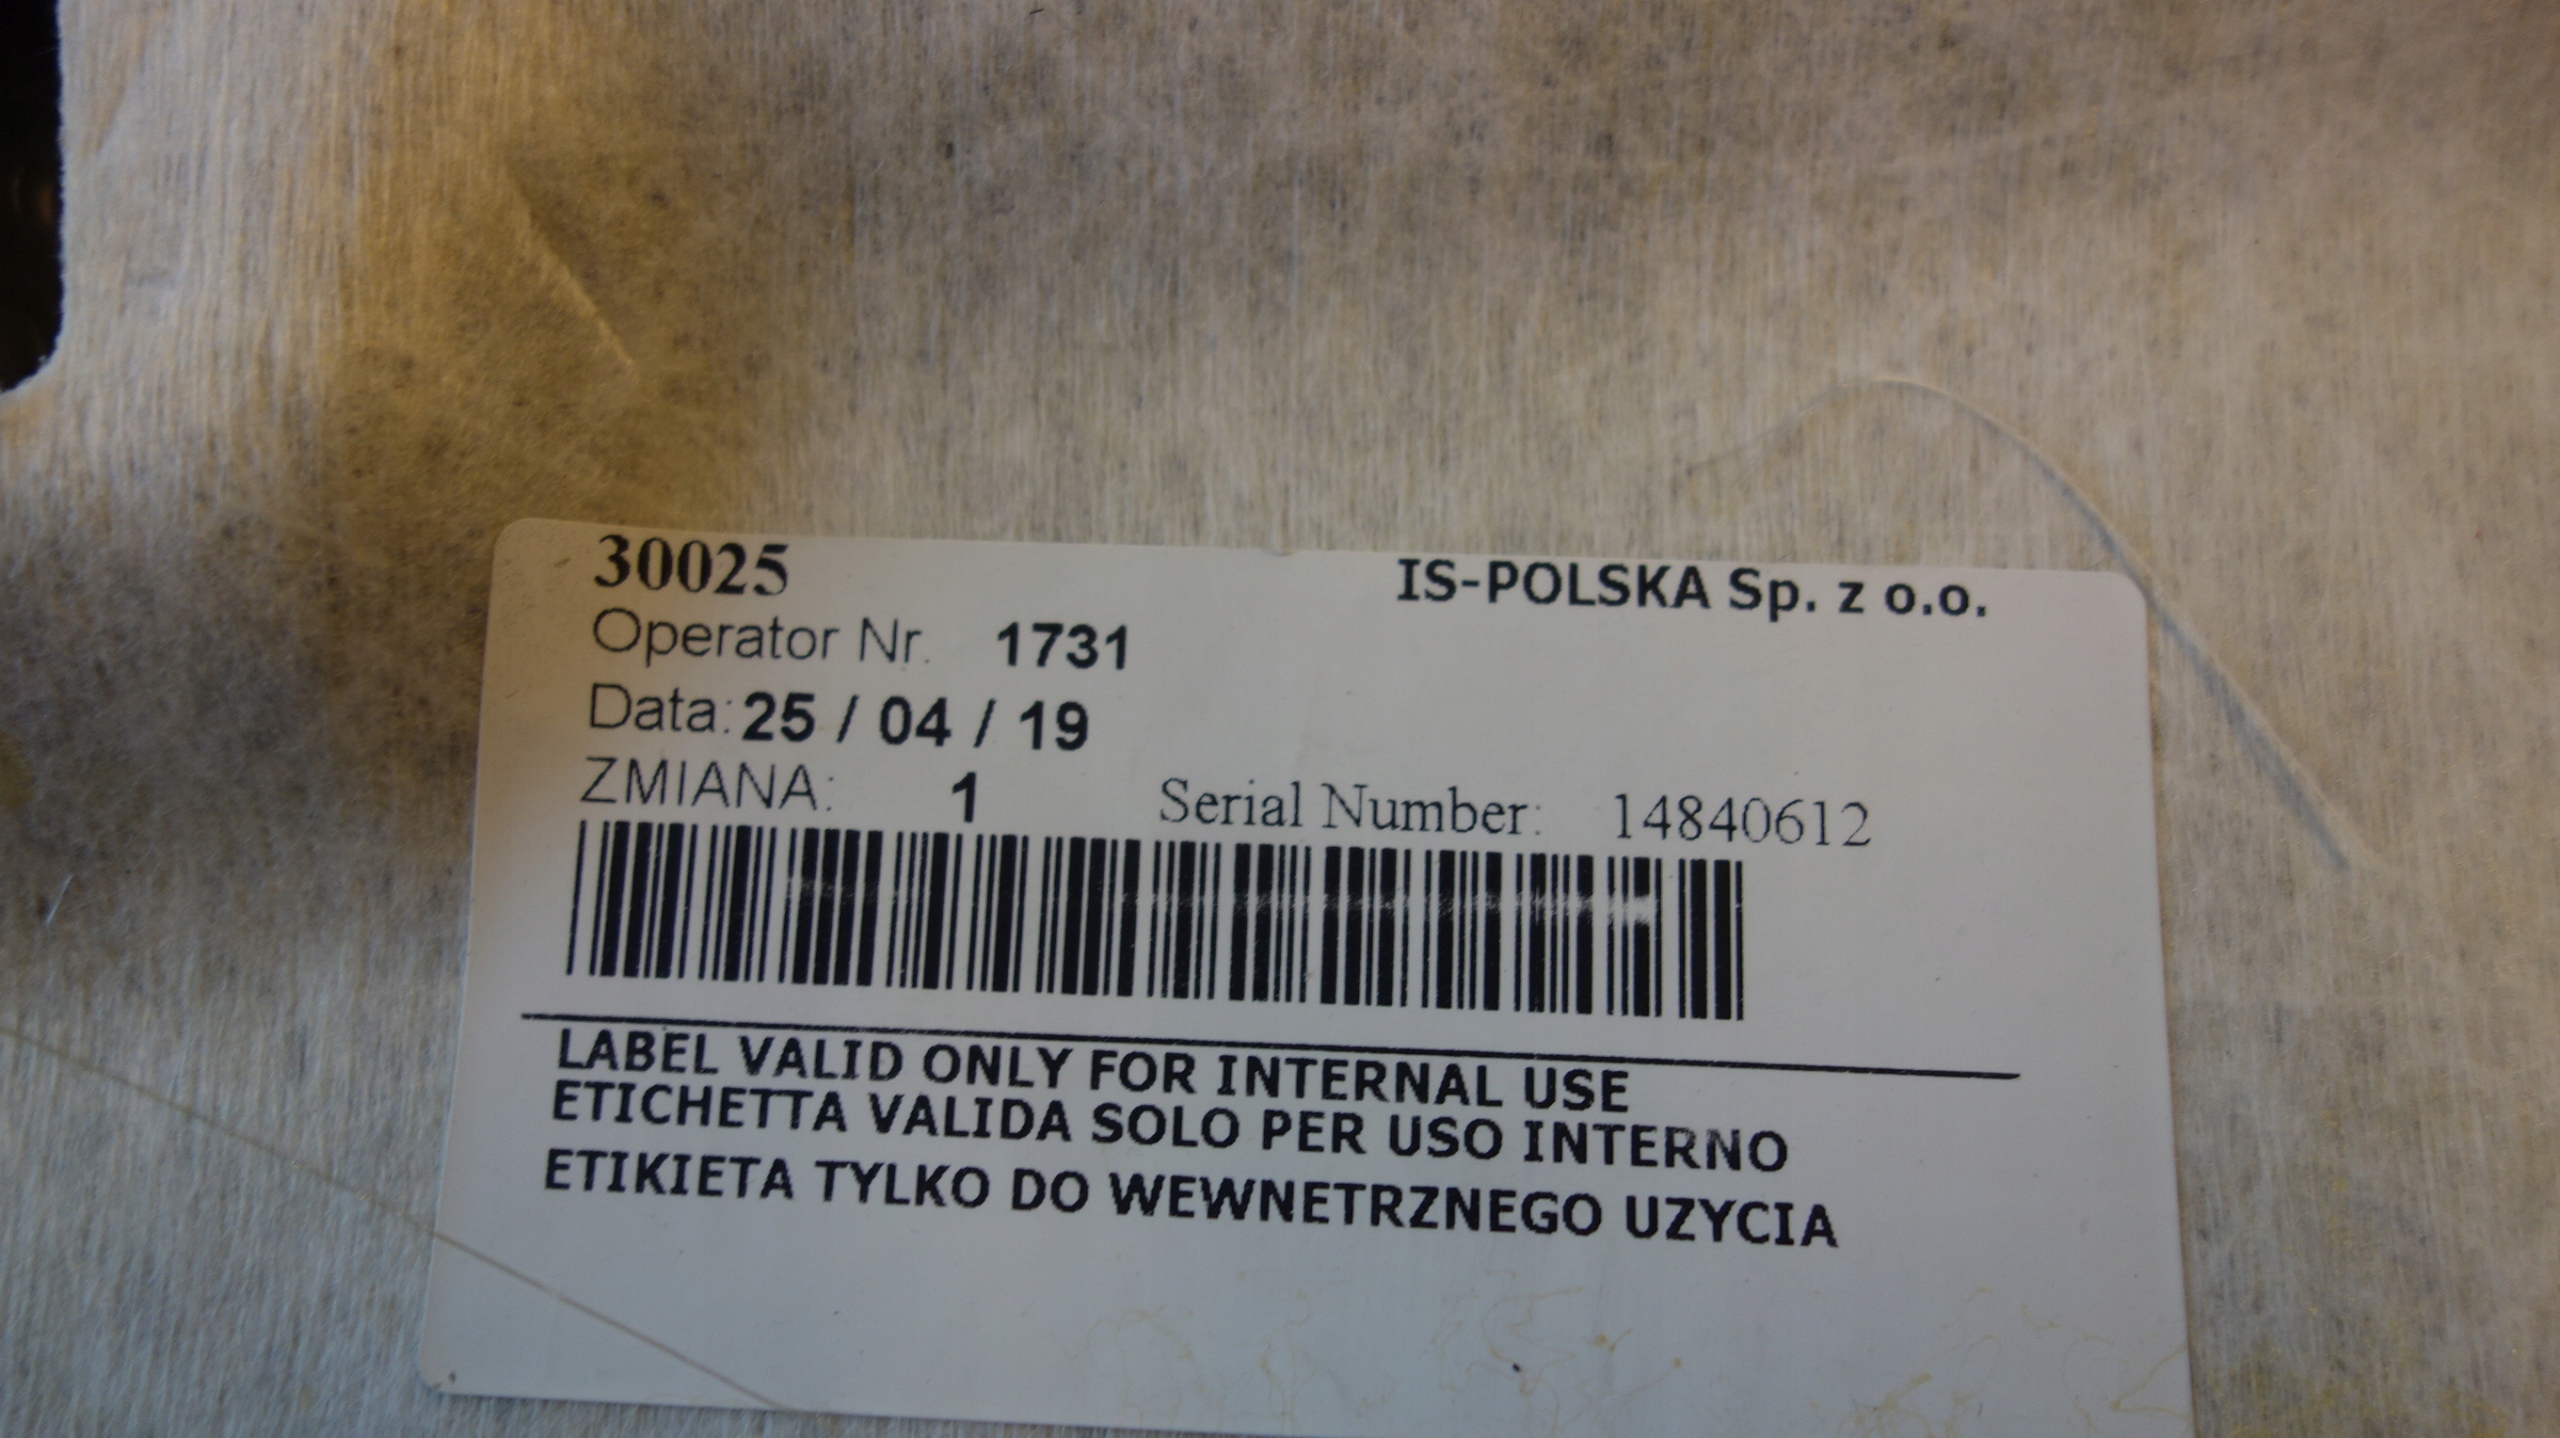 30025
IS-POLSKA Sp. z o.o.
Operator Nr. 1731
Data: 25 / 04 / 19
ZMIANA: 1
Serial Number: 14840612
LABEL VALID ONLY FOR INTERNAL USE
ETICHETTA VALIDA SOLO PER USO INTERNO
ETIKIETA TYLKO DO WEWNETRZNEGO UZYCIA